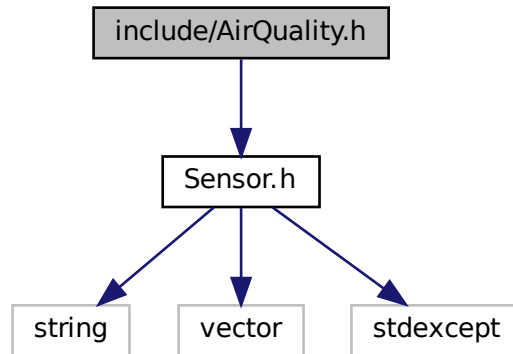 include/AirQuality.h
Sensor.h
string
vector
stdexcept